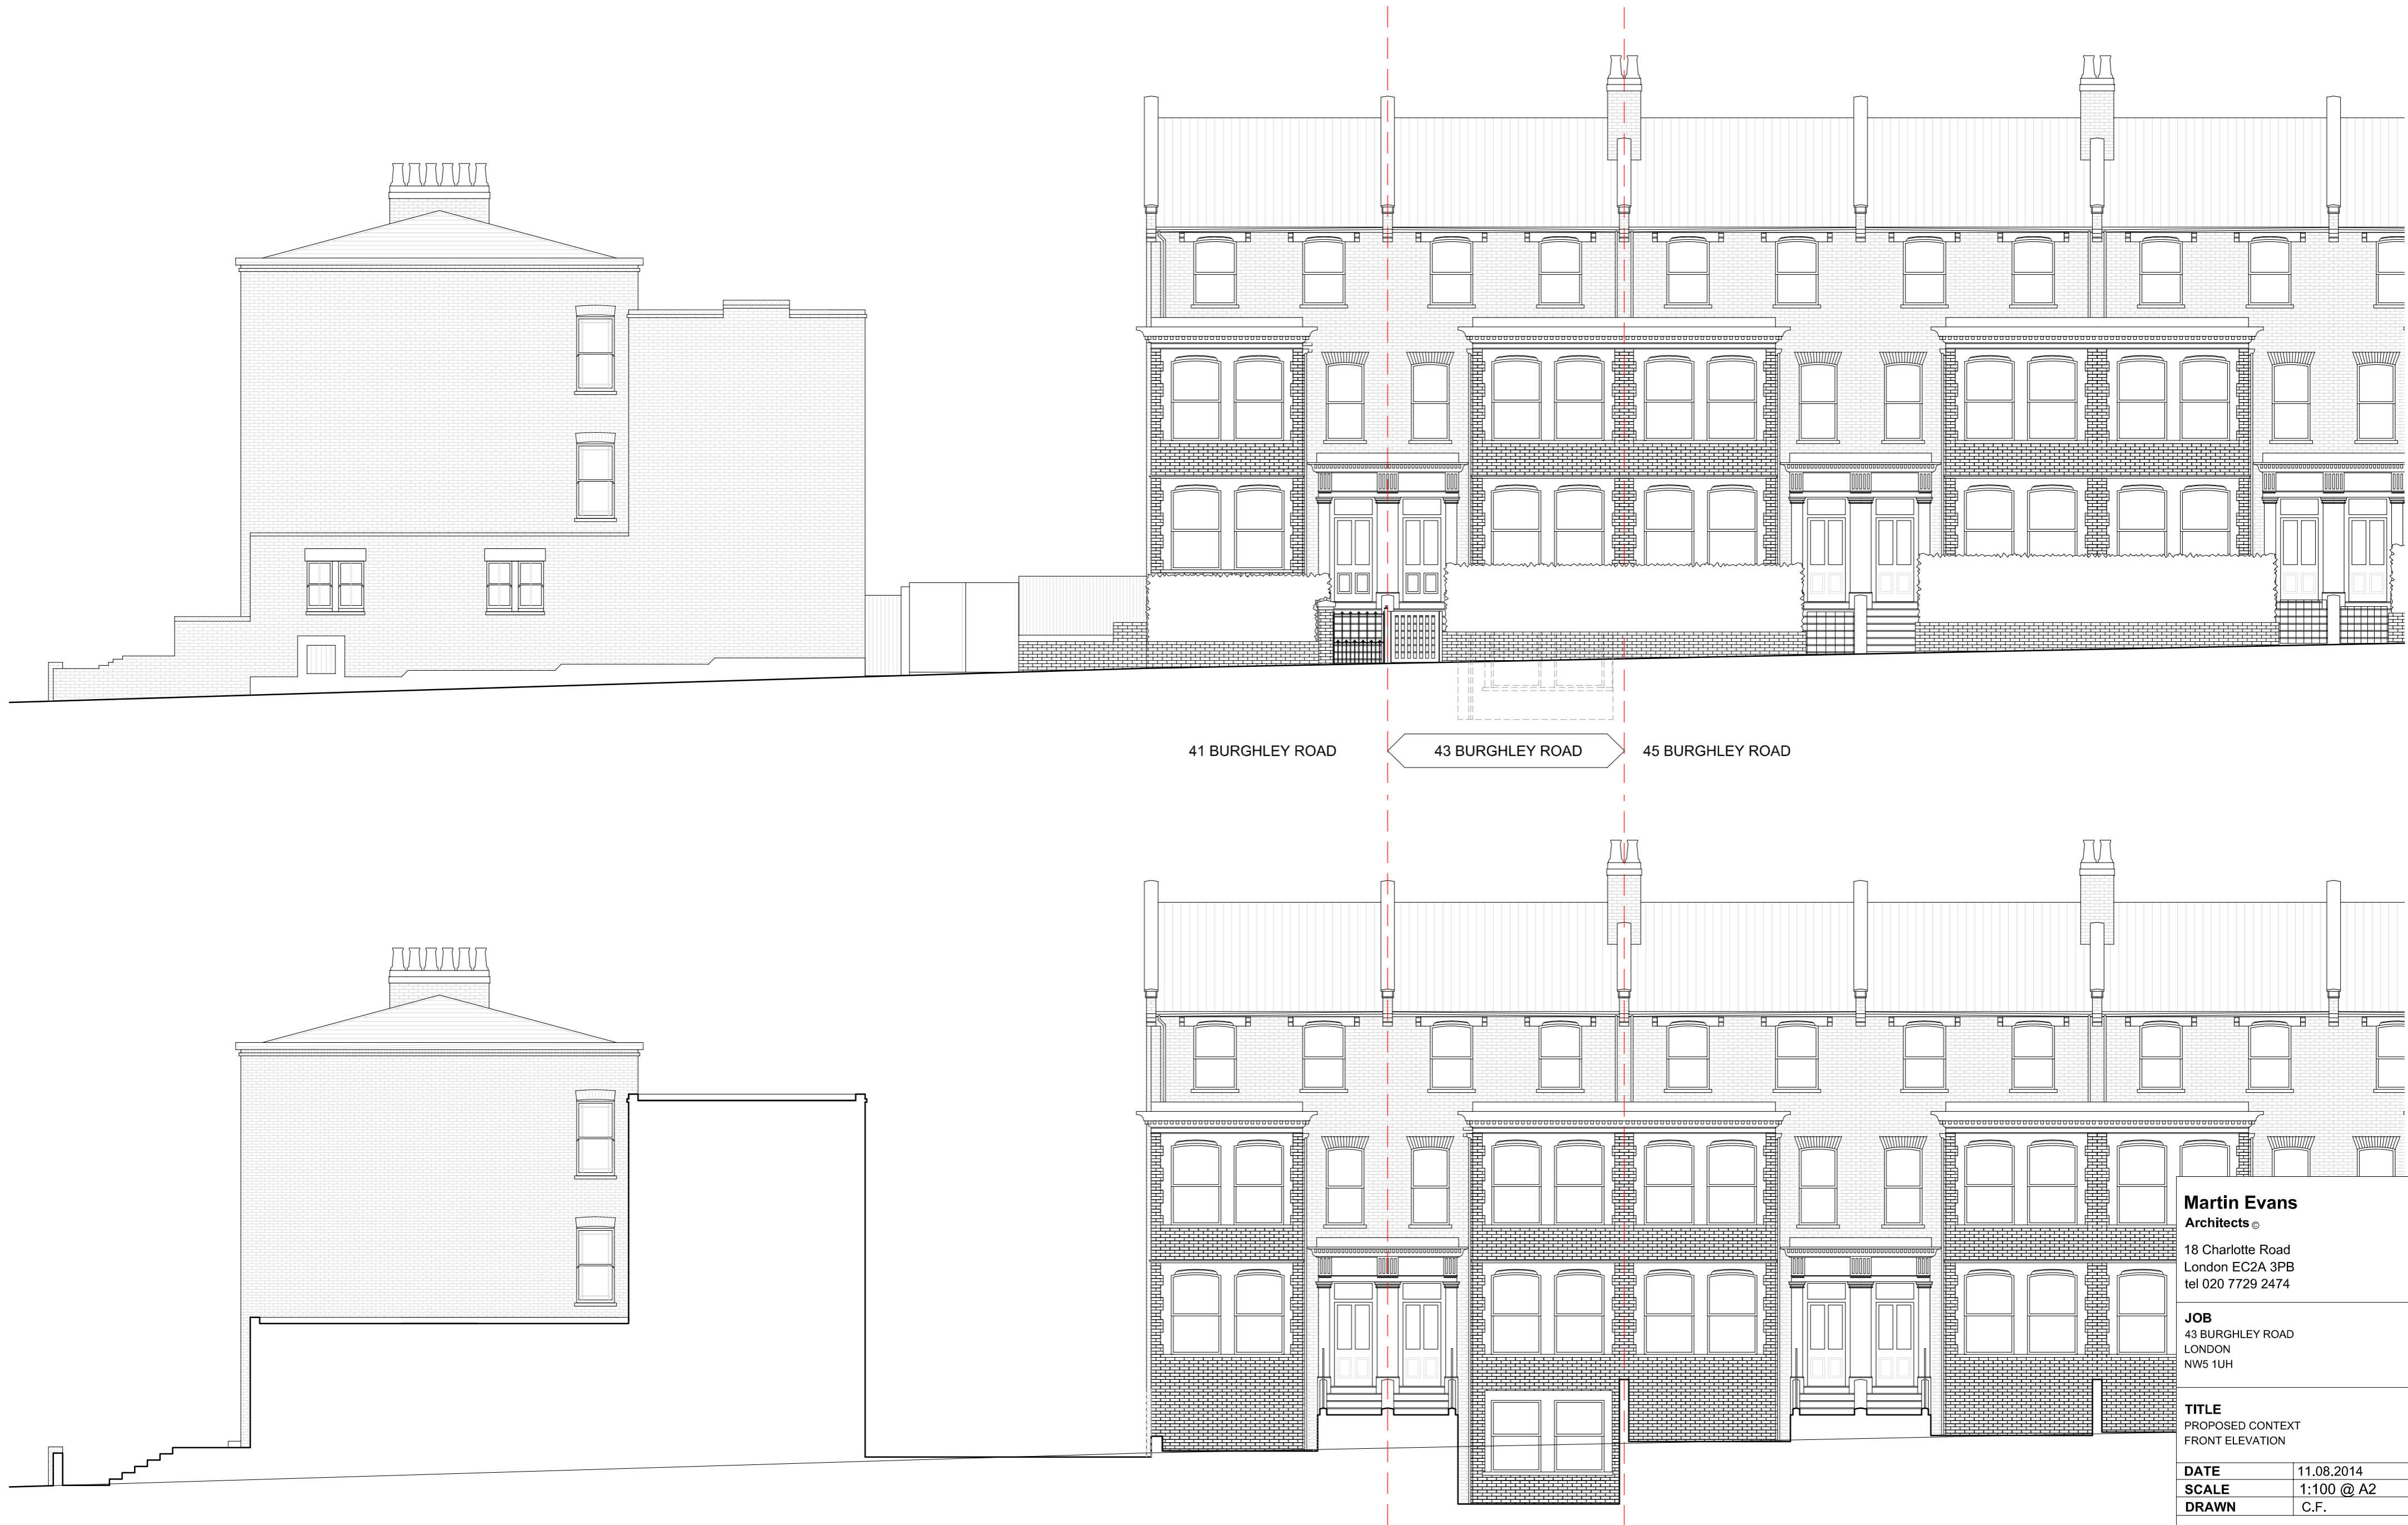 41 BURGHLEY ROAD
43 BURGHLEY ROAD
45 BURGHLEY ROAD
Martin Evans
Architects ©
18 Charlotte Road
London EC2A 3PB
tel 020 7729 2474
JOB
43 BURGHLEY ROAD
LONDON
NW5 1UH
TITLE
PROPOSED CONTEXT
FRONT ELEVATION
DATE 11.08.2014
SCALE 1:100 @ A2
DRAWN C.F.